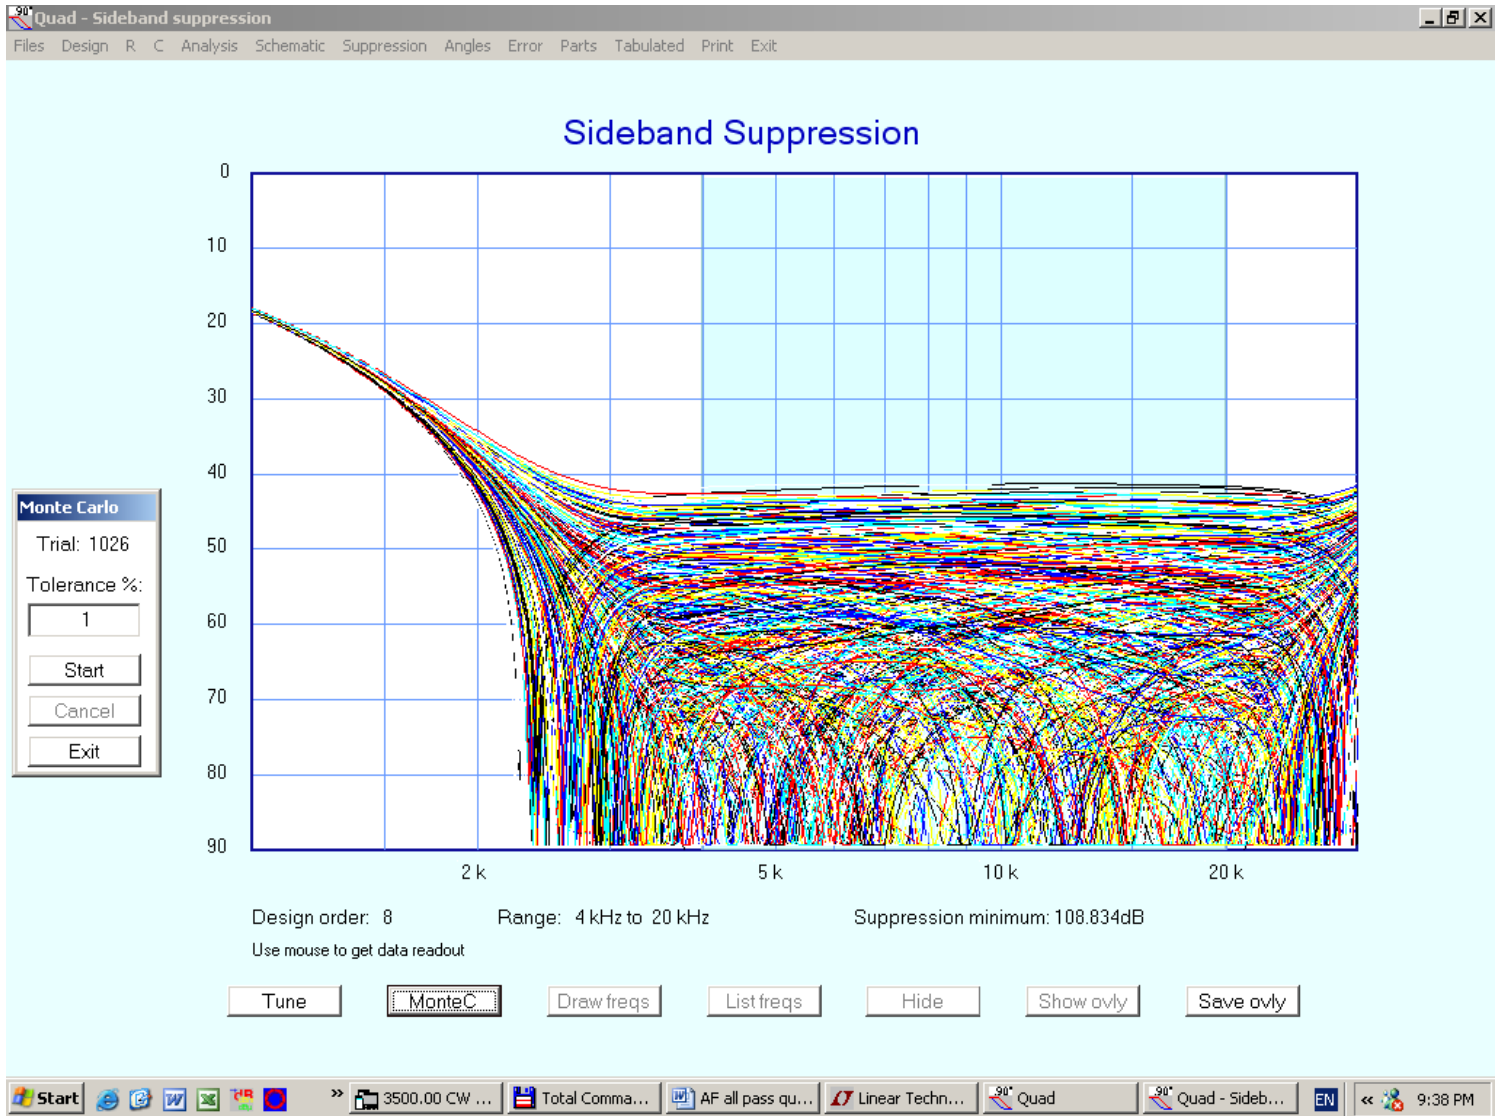 90° Quad - Sideband suppression
Files Design R C Analysis Schematic Suppression Angles Error Parts Tabulated Print Exit
Sideband Suppression
0
10
20
30
40
50
60
70
80
90
2 k 5 k 10 k 20 k
Monte Carlo
Trial: 1026
Tolerance %:
1
Start
Cancel
Exit
Design order: 8 Range: 4 kHz to 20 kHz Suppression minimum: 108.834dB
Use mouse to get data readout
Tune MonteC Draw freqs List freqs Hide Show ovly Save ovly
Start » 3500.00 CW ... Total Comma... AF all pass qu... Linear Techn... 90° Quad 90° Quad - Sideb... EN « 9:38 PM